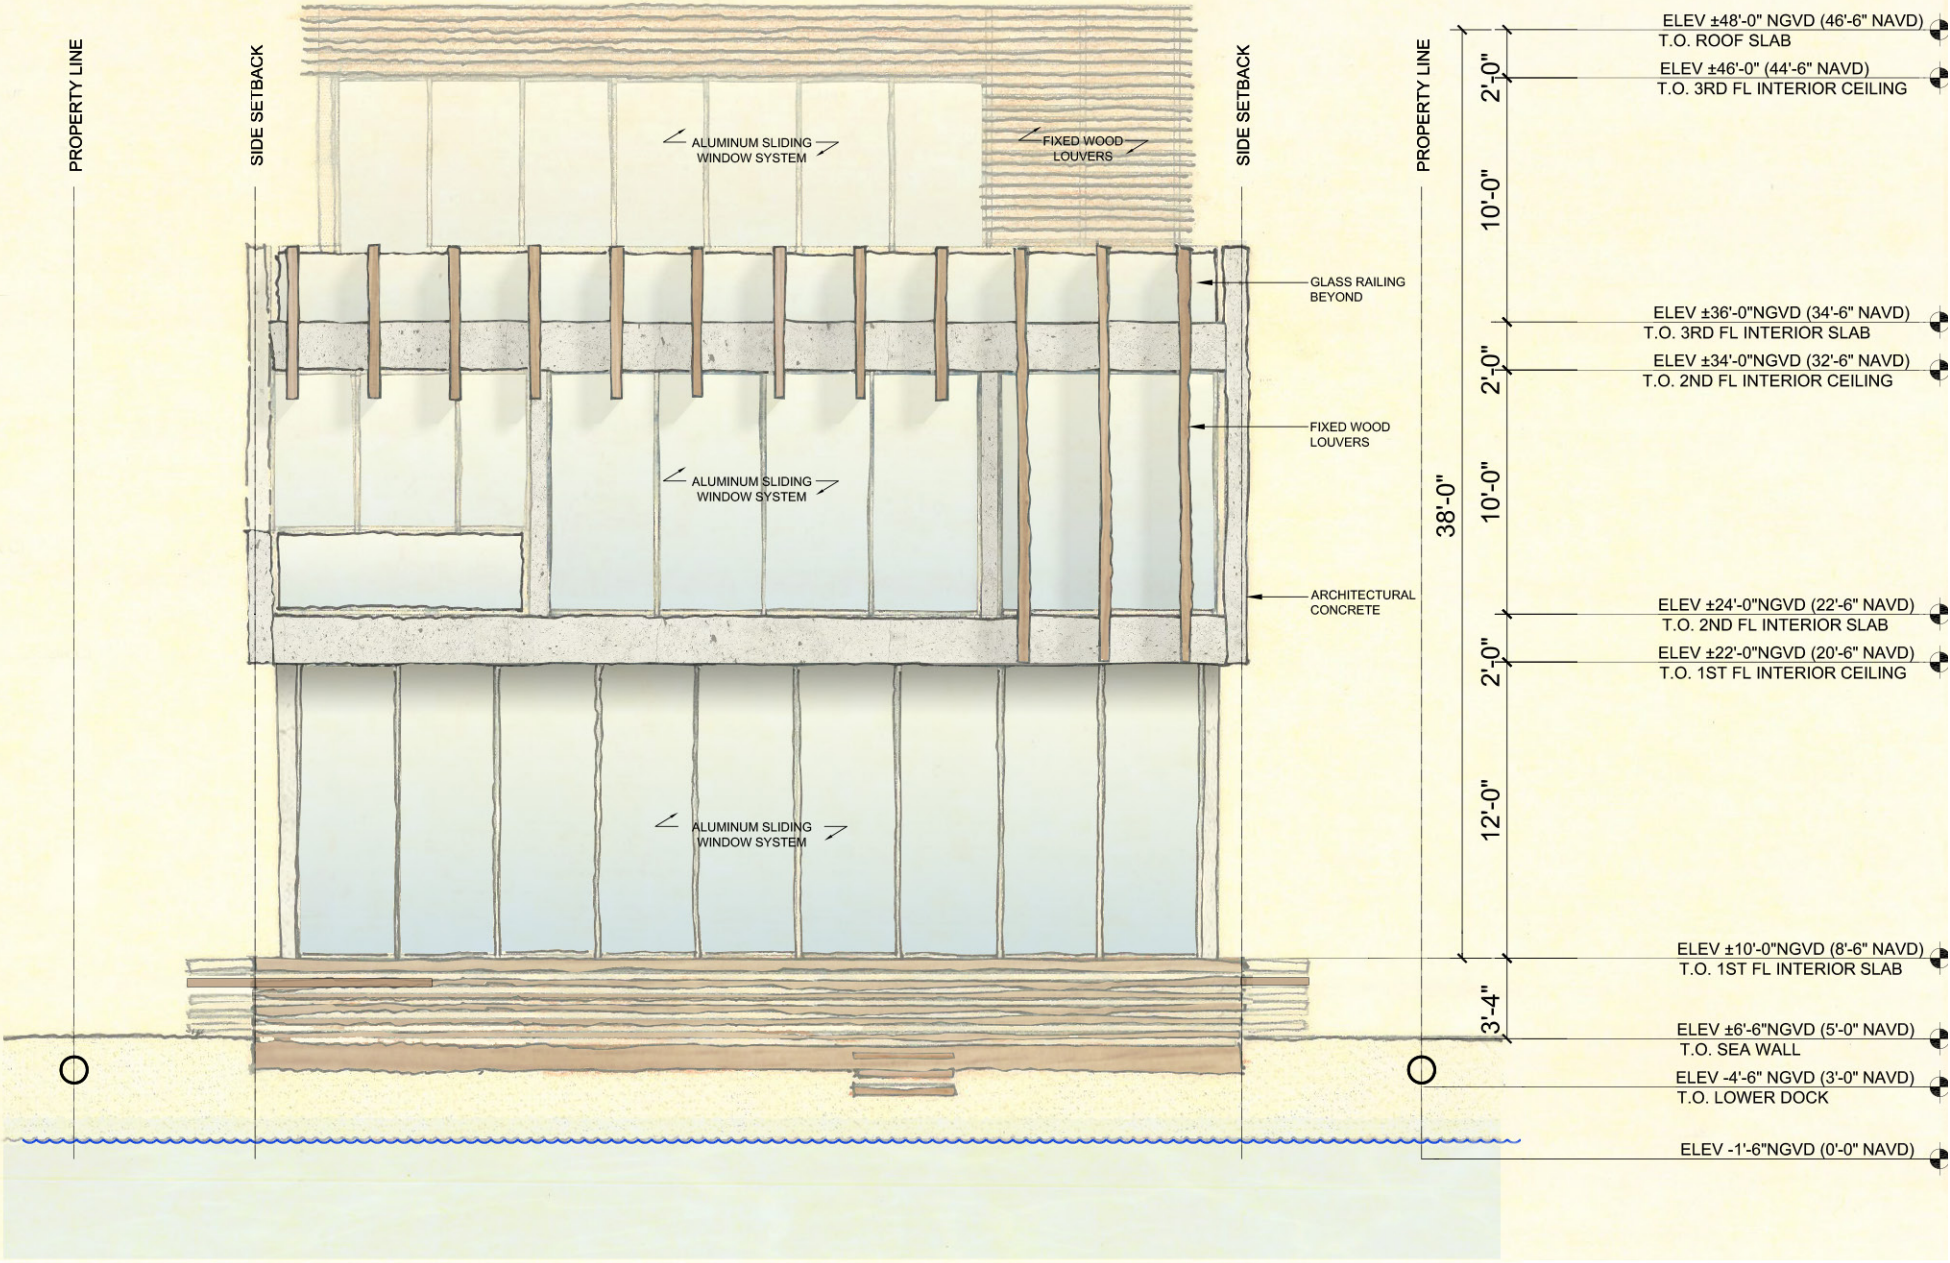 PROPERTY LINE
SIDE SETBACK
SIDE SETBACK
PROPERTY LINE
ALUMINUM SLIDING
WINDOW SYSTEM
FIXED WOOD
LOUVERS
GLASS RAILING
BEYOND
ALUMINUM SLIDING
WINDOW SYSTEM
FIXED WOOD
LOUVERS
ARCHITECTURAL
CONCRETE
ALUMINUM SLIDING
WINDOW SYSTEM
38'-0"
2'-0"
10'-0"
2'-0"
10'-0"
2'-0"
12'-0"
3'-4"
ELEV ±48'-0" NGVD (46'-6" NAVD)
T.O. ROOF SLAB
ELEV ±46'-0" (44'-6" NAVD)
T.O. 3RD FL INTERIOR CEILING
ELEV ±36'-0"NGVD (34'-6" NAVD)
T.O. 3RD FL INTERIOR SLAB
ELEV ±34'-0"NGVD (32'-6" NAVD)
T.O. 2ND FL INTERIOR CEILING
ELEV ±24'-0"NGVD (22'-6" NAVD)
T.O. 2ND FL INTERIOR SLAB
ELEV ±22'-0"NGVD (20'-6" NAVD)
T.O. 1ST FL INTERIOR CEILING
ELEV ±10'-0"NGVD (8'-6" NAVD)
T.O. 1ST FL INTERIOR SLAB
ELEV ±6'-6"NGVD (5'-0" NAVD)
T.O. SEA WALL
ELEV -4'-6" NGVD (3'-0" NAVD)
T.O. LOWER DOCK
ELEV -1'-6"NGVD (0'-0" NAVD)